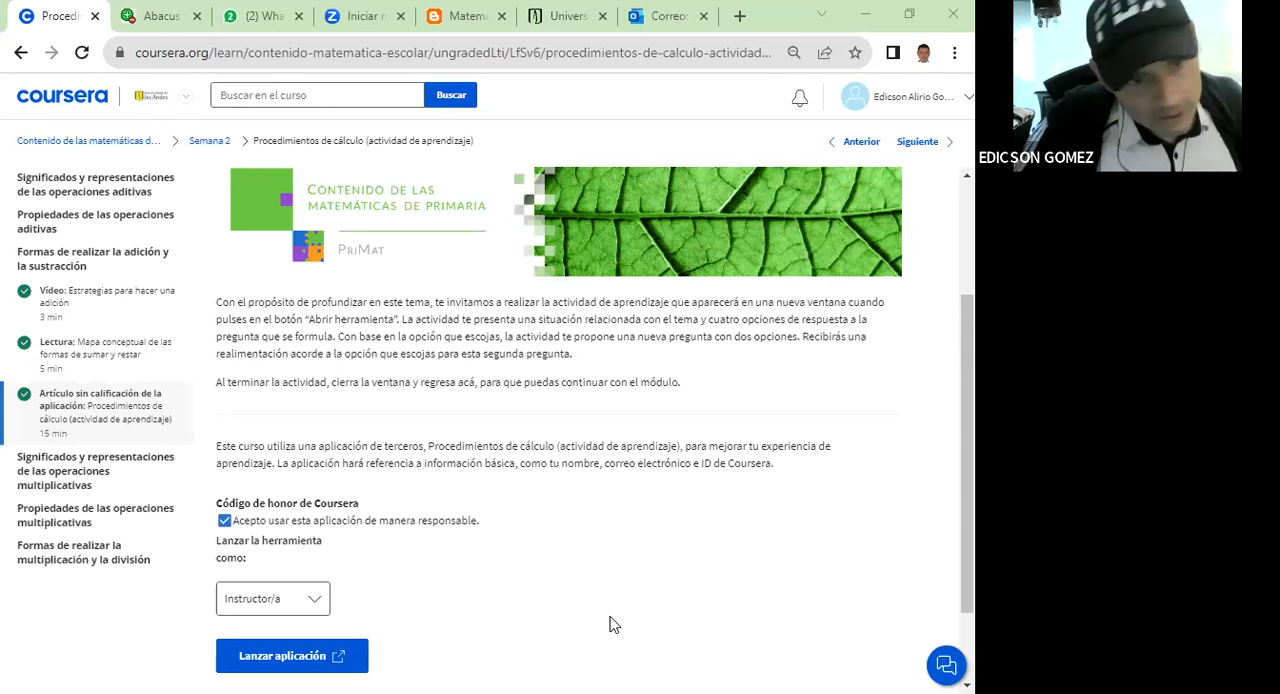 Procedi
Abacus
(2) Wha
Iniciar r
Matema
Univers
Correo:
coursera.org/learn/contenido-matematica-escolar/ungradedLti/LfSv6/procedimientos-de-calculo-actividad...
coursera
Buscar en el curso
Buscar
Edicson Alirio Go...
EDICSON GOMEZ
Contenido de las matemáticas d...
Semana 2
Procedimientos de cálculo (actividad de aprendizaje)
Anterior
Siguiente
Significados y representaciones
de las operaciones aditivas
Propiedades de las operaciones
aditivas
Formas de realizar la adición y
la sustracción
Vídeo: Estrategias para hacer una
adición
3 min
Lectura: Mapa conceptual de las
formas de sumar y restar
5 min
Artículo sin calificación de la
aplicación: Procedimientos de
cálculo (actividad de aprendizaje)
15 min
Significados y representaciones
de las operaciones
multiplicativas
Propiedades de las operaciones
multiplicativas
Formas de realizar la
multiplicación y la división
CONTENIDO DE LAS
MATEMÁTICAS DE PRIMARIA
PRIMAT
Con el propósito de profundizar en este tema, te invitamos a realizar la actividad de aprendizaje que aparecerá en una nueva ventana cuando
pulses en el botón “Abrir herramienta”. La actividad te presenta una situación relacionada con el tema y cuatro opciones de respuesta a la
pregunta que se formula. Con base en la opción que escojas, la actividad te propone una nueva pregunta con dos opciones. Recibirás una
realimentación acorde a la opción que escojas para esta segunda pregunta.
Al terminar la actividad, cierra la ventana y regresa acá, para que puedas continuar con el módulo.
Este curso utiliza una aplicación de terceros, Procedimientos de cálculo (actividad de aprendizaje), para mejorar tu experiencia de
aprendizaje. La aplicación hará referencia a información básica, como tu nombre, correo electrónico e ID de Coursera.
Código de honor de Coursera
Acepto usar esta aplicación de manera responsable.
Lanzar la herramienta
como:
Instructor/a
Lanzar aplicación